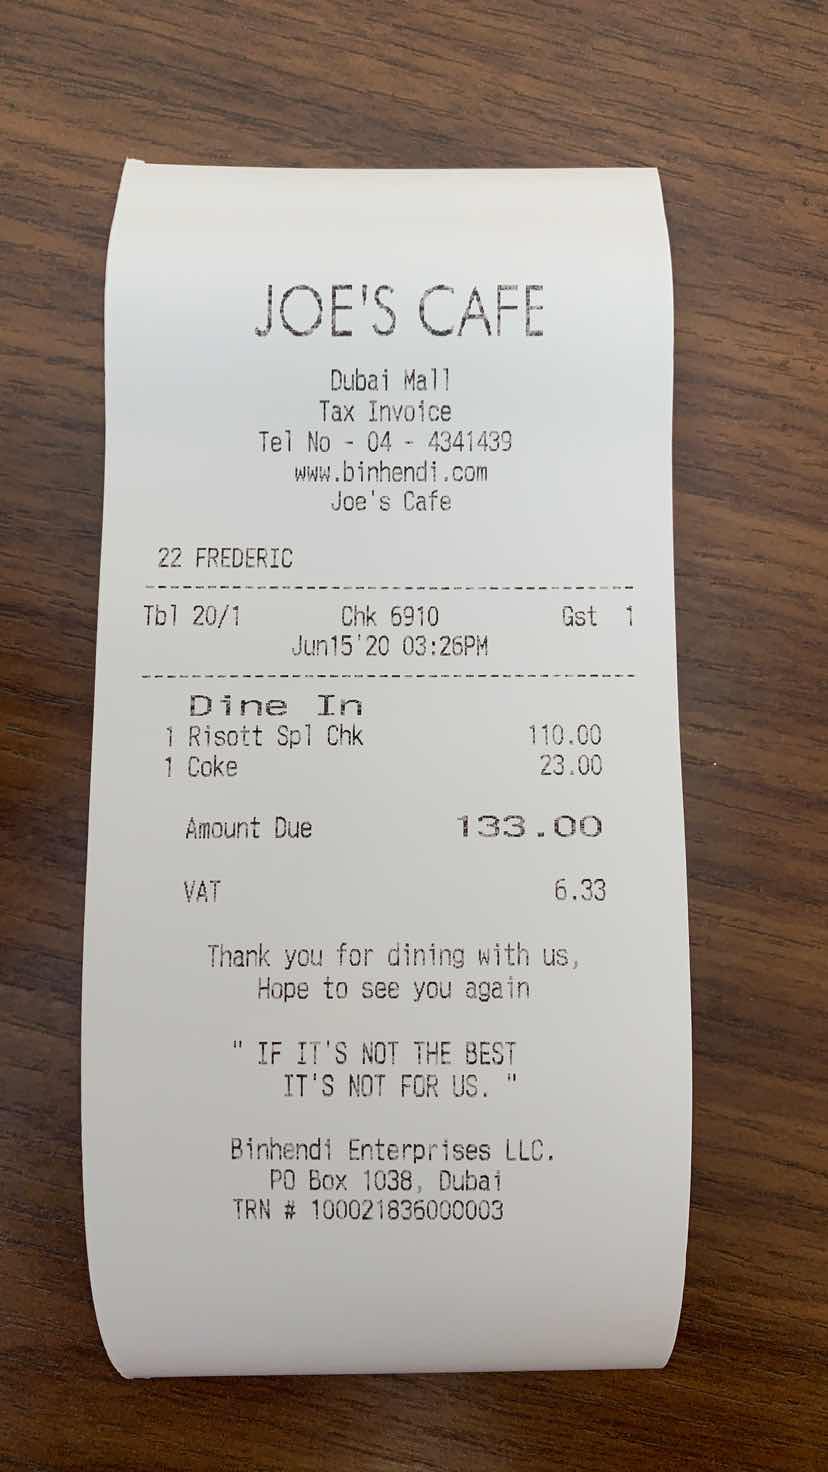 JOE'S CAFE
Dubai Mall
Tax Invoice
Tel No - 04 - 4341439
www.binhendi.com
Joe's Cafe
22 FREDERIC
Tbl 20/1 Chk 6910 Gst 1
Jun15'20 03:26PM
Dine In
1 Risott Spl Chk 110.00
1 Coke 23.00
Amount Due 133.00
VAT 6.33
Thank you for dining with us,
Hope to see you again
" IF IT'S NOT THE BEST
IT'S NOT FOR US. "
Binhendi Enterprises LLC.
PO Box 1038, Dubai
TRN # 100021836000003